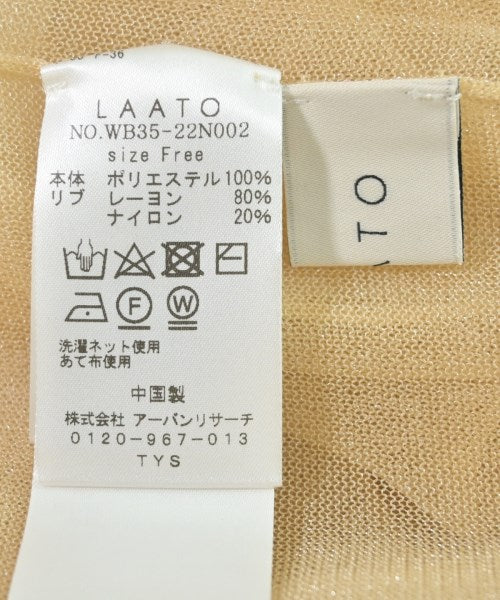 LAATO
NO.WB35-22N002
size Free
本体 ポリエステル100%
リブ レーヨン 80%
ナイロン 20%
F W
洗濯ネット使用
あて布使用
中国製
株式会社 アーバンリサーチ
0120-967-013
TYS
ATO